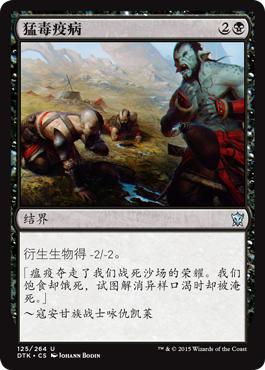 猛毒疫病 2
结界
衍生生物得 -2/-2。
「瘟疫夺走了我们战死沙场的荣耀。我们
饱食却饿死，试图解消异样口渴时却被淹
死。」
～寇安甘族战士咏仇凯莱
125/264 U
DTK • CS JOHANN BODIN
™ & © 2015 Wizards of the Coast